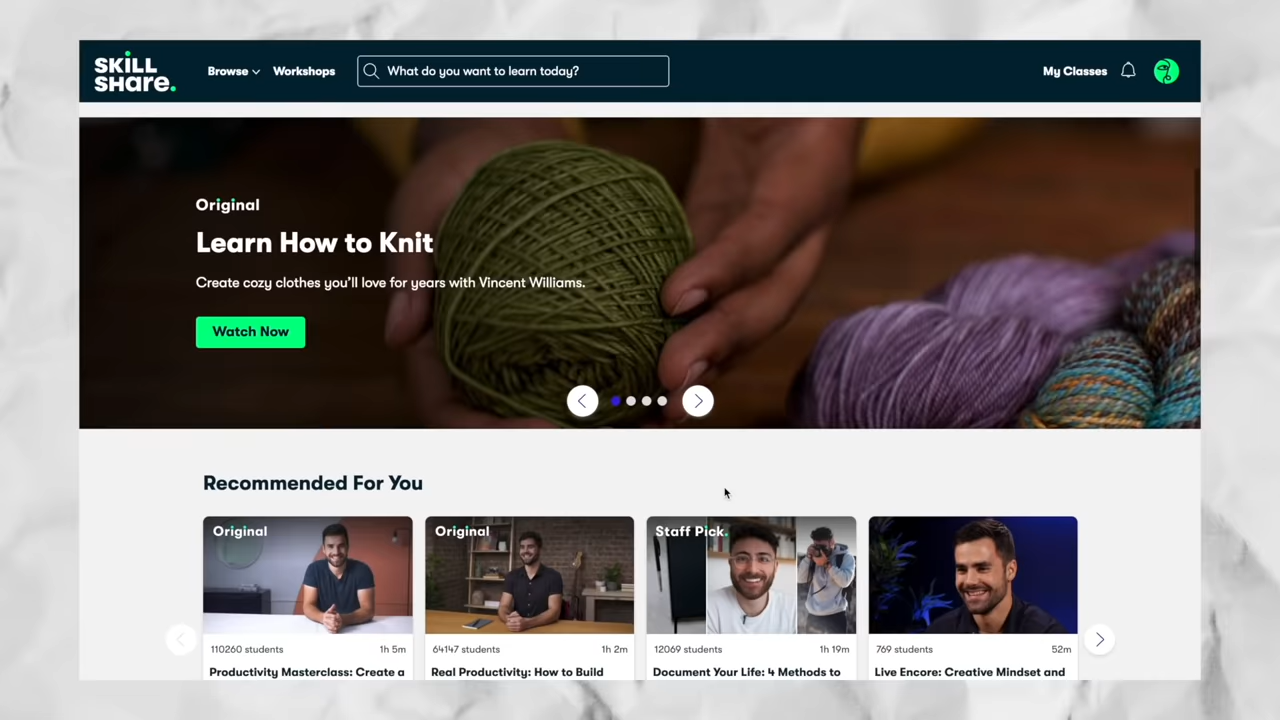 SKILL
SHare.
Browse
Workshops
What do you want to learn today?
My Classes
Original
Learn How to Knit
Create cozy clothes you'll love for years with Vincent Williams.
Watch Now
Recommended For You
Original
Original
Staff Pick.
110260 students
1h 5m
64147 students
1h 2m
12069 students
1h 19m
769 students
52m
Productivity Masterclass: Create a
Real Productivity: How to Build
Document Your Life: 4 Methods to
Live Encore: Creative Mindset and